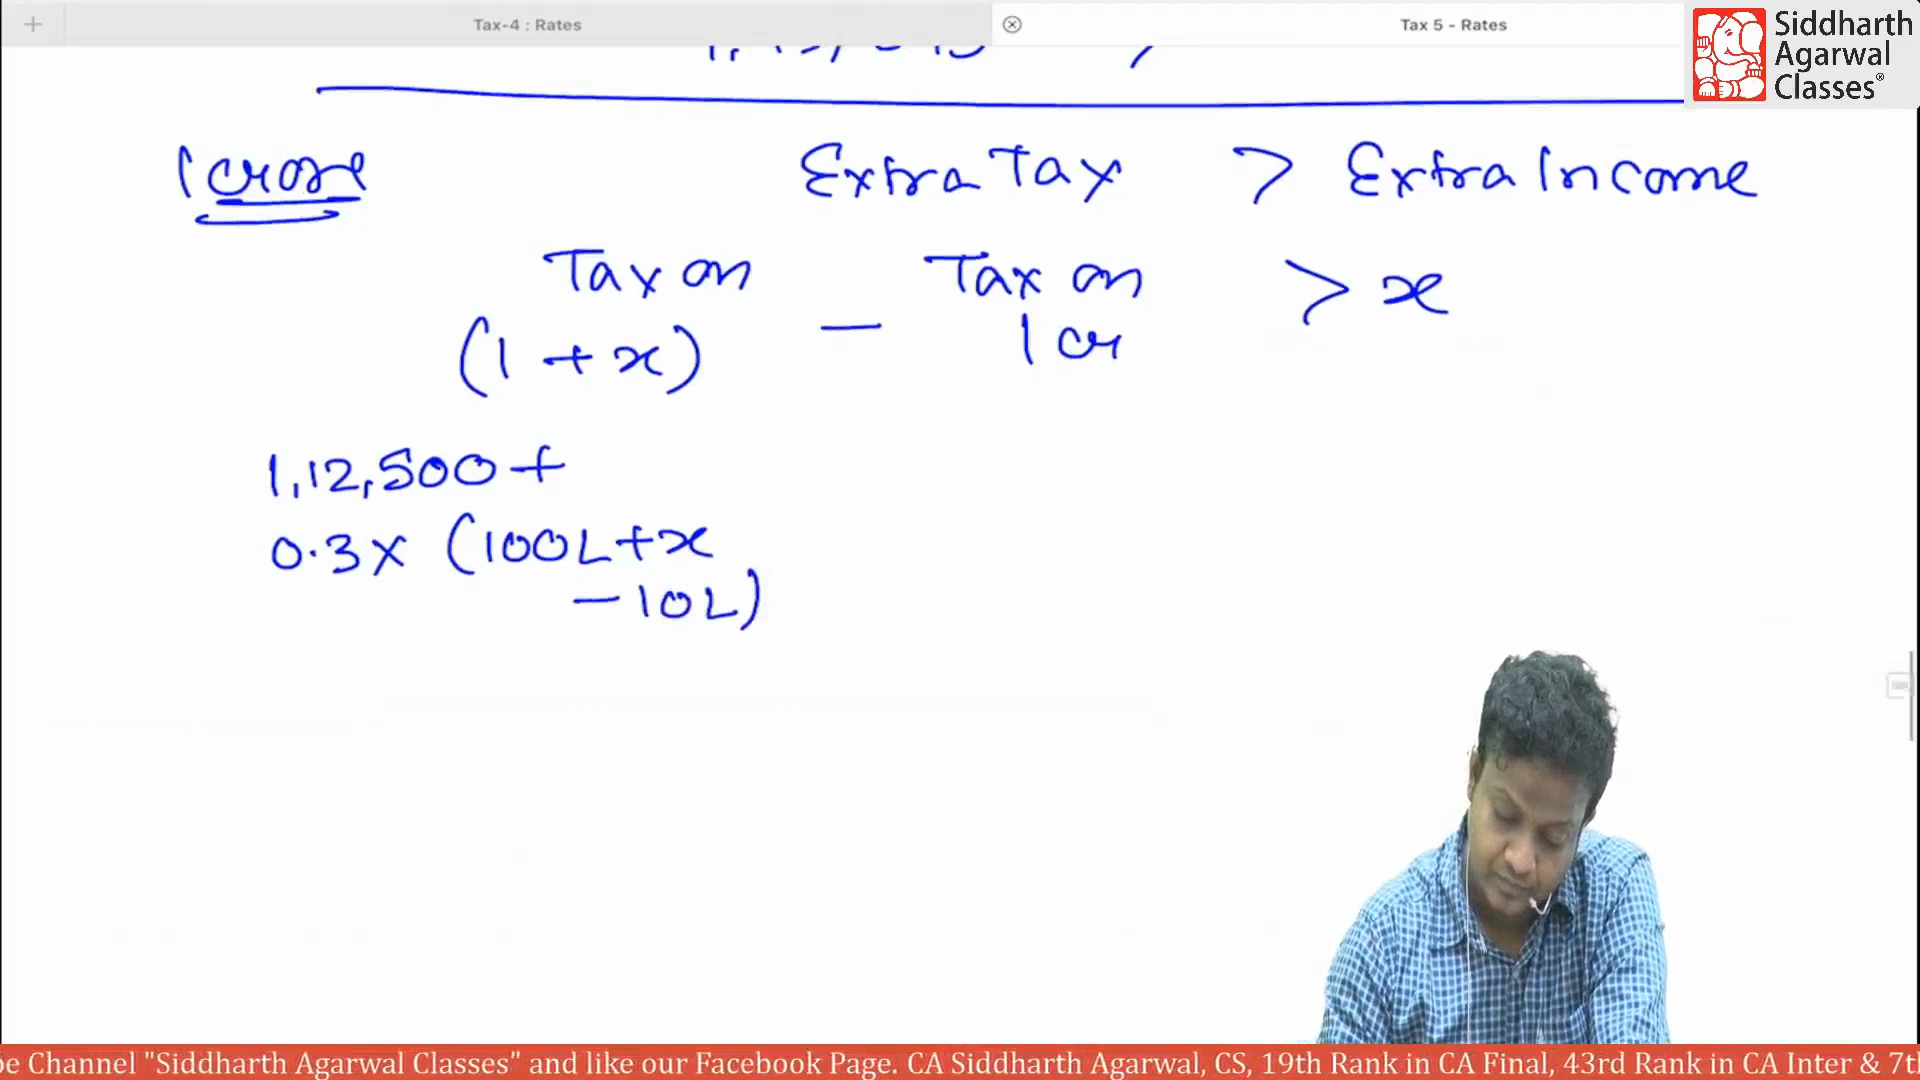 Tax-4 : Rates
Tax 5 - Rates
Siddharth
Agarwal
Classes®
1 crore Extra Tax > Extra Income
Tax on Tax on > x
(1 + x) — 1 cr
1,12,500 +
0.3 x (100L + x
- 10L)
be Channel "Siddharth Agarwal Classes" and like our Facebook Page. CA Siddharth Agarwal, CS, 19th Rank in CA Final, 43rd Rank in CA Inter & 7t